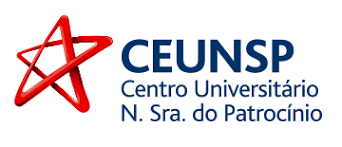 CEUNSP
Centro Universitário
N. Sra. do Patrocínio